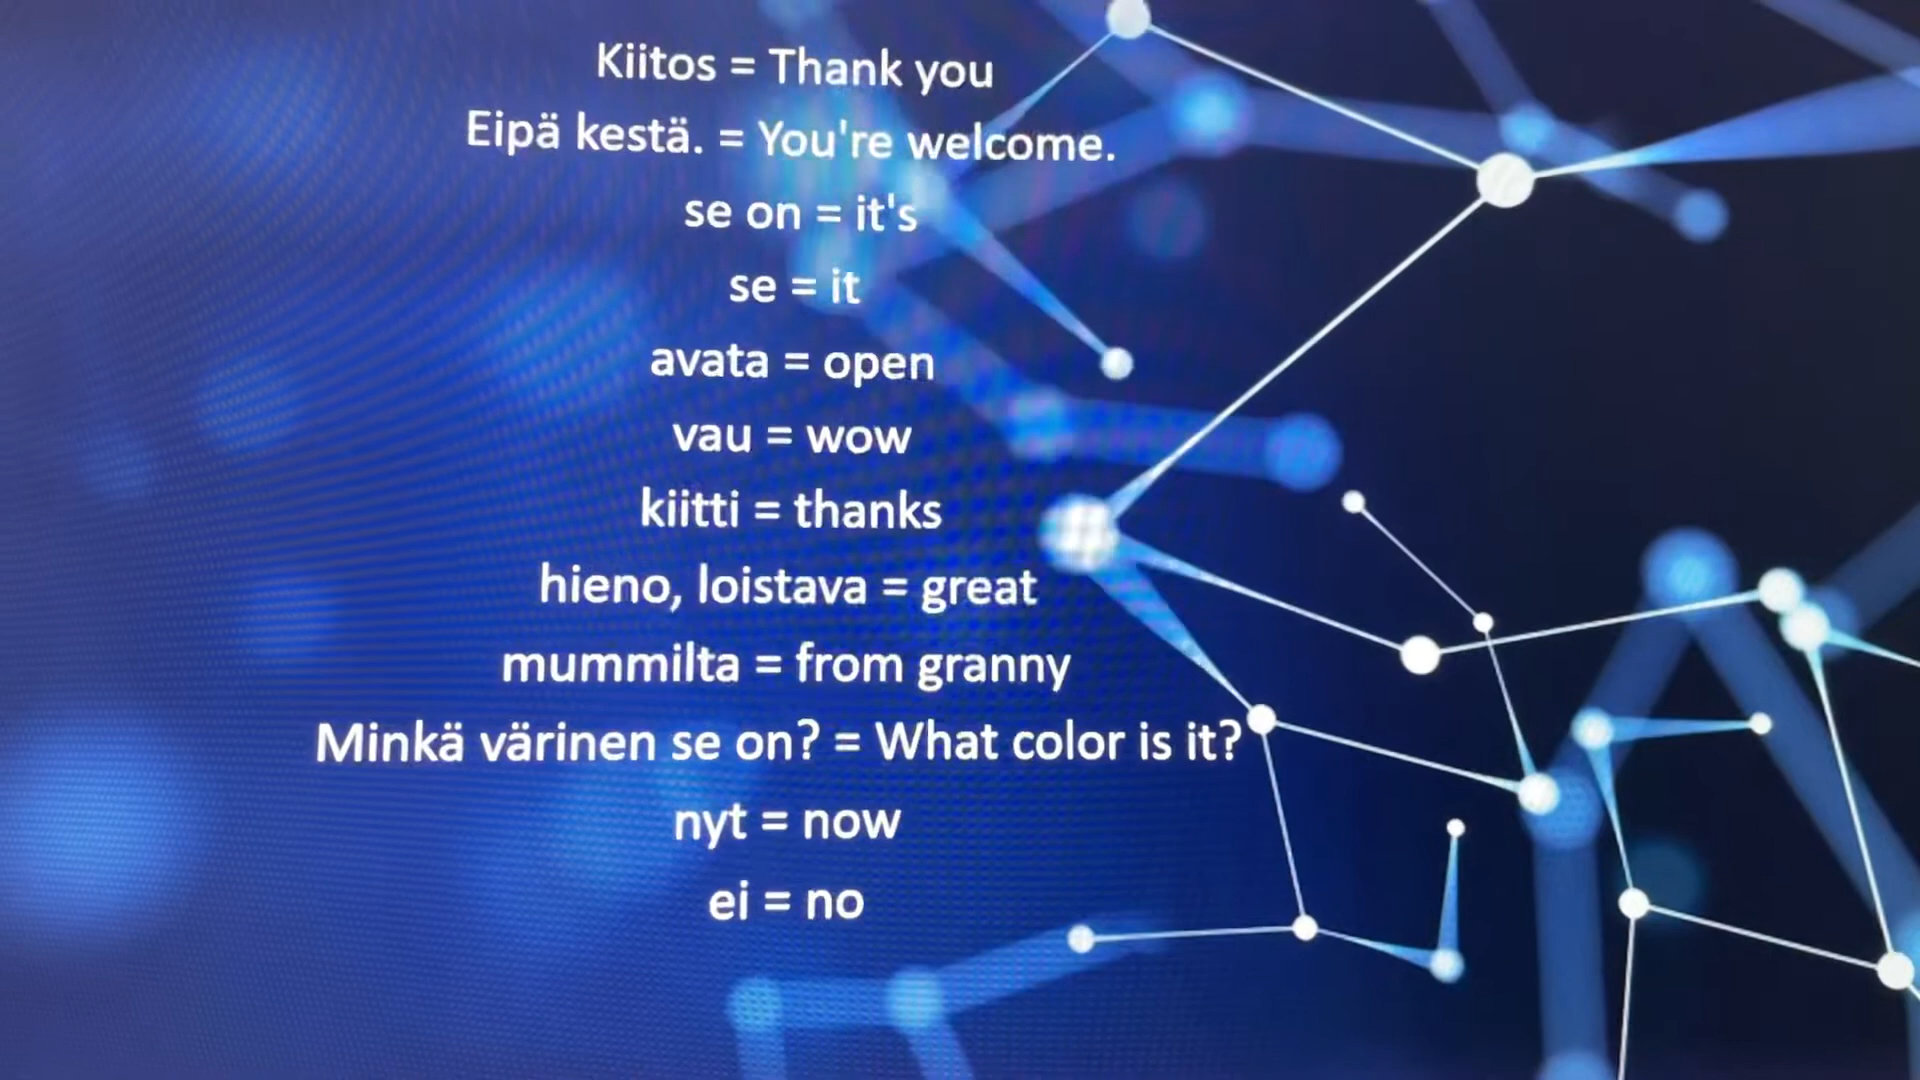 Kiitos = Thank you
Eipä kestä. = You're welcome.
se on = it's
se = it
avata = open
vau = wow
kiitti = thanks
hieno, loistava = great
mummilta = from granny
Minkä värinen se on? = What color is it?
nyt = now
ei = no